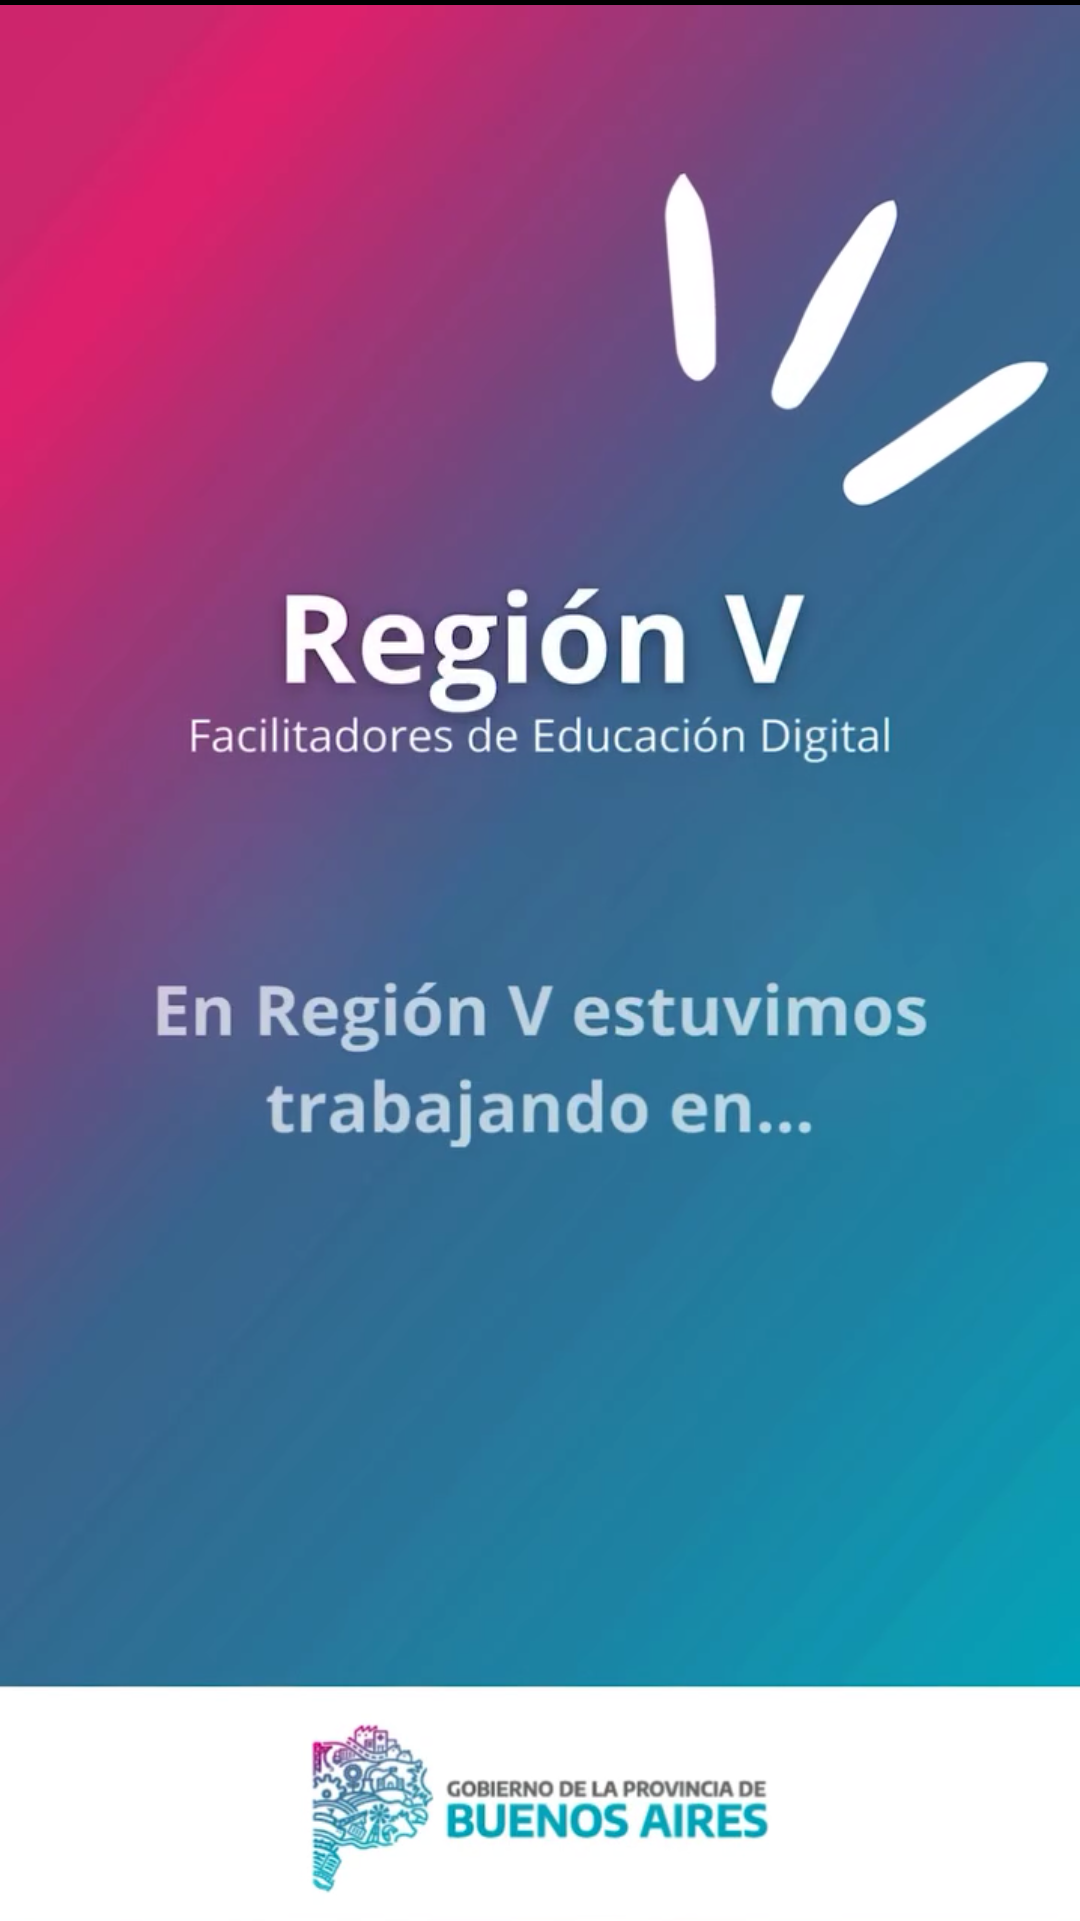 Región V
Facilitadores de Educación Digital
En Región V estuvimos
trabajando en...
GOBIERNO DE LA PROVINCIA DE
BUENOS AIRES